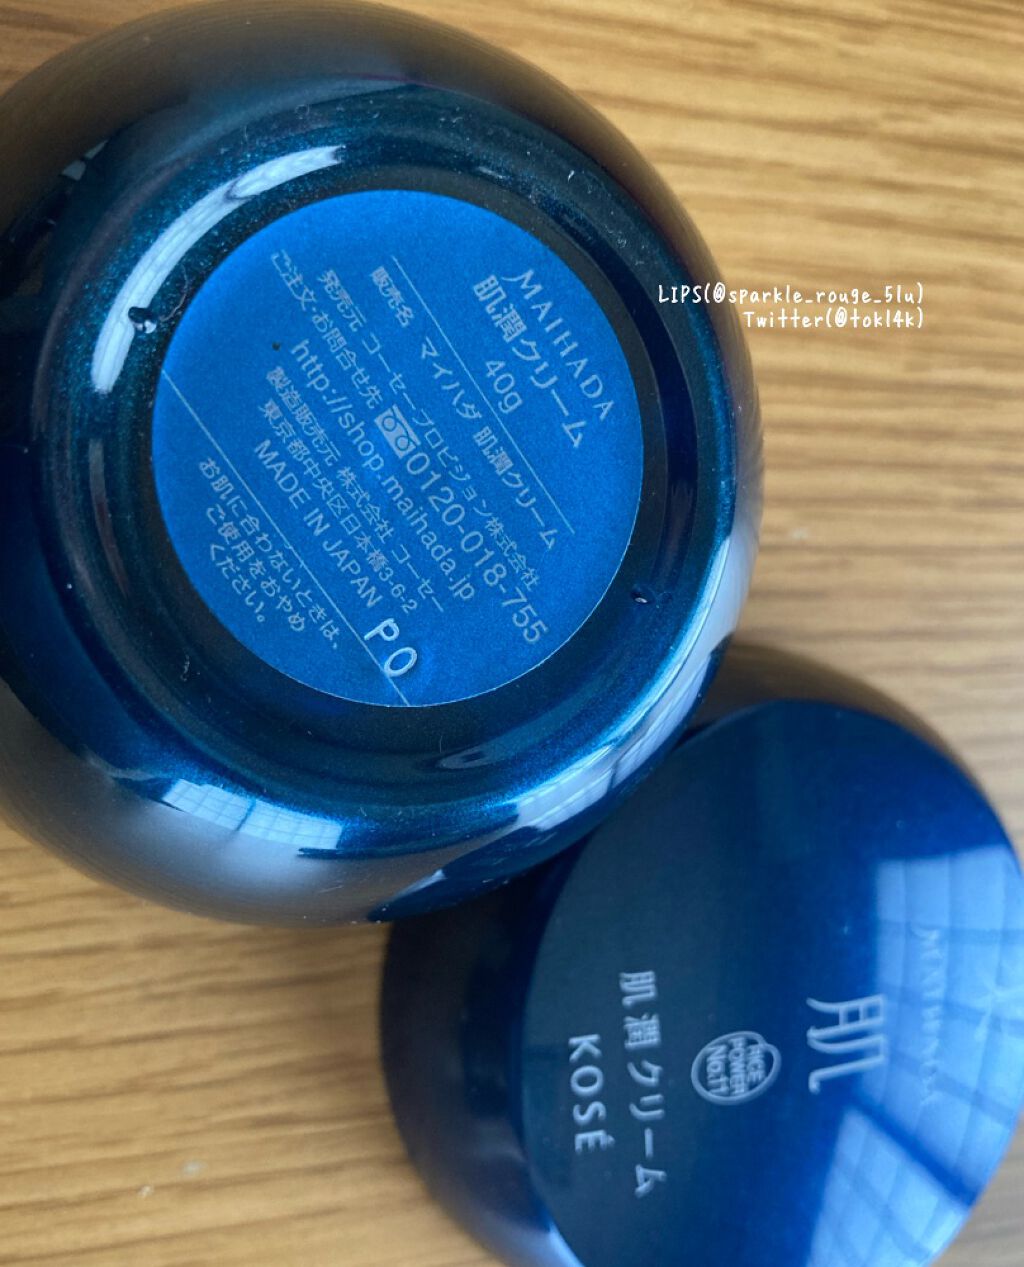 LIPS(@sparkle_rouge_51u)
Twitter(@tokl4k)
MAIHADA
肌潤クリーム
40g
販売名 マイハダ 肌潤クリーム
発売元 コーセープロビジョン株式会社
ご注文・お問合せ先 0120-018-755
http://shop.maihada.jp
製造販売元 株式会社 コーセー
東京都中央区日本橋3-6-2
MADE IN JAPAN
PO
お肌に合わないときは、
ご使用をおやめ
ください。
MAIHADA
肌
RICE
POWER
No.11
肌潤クリーム
KOSÉ